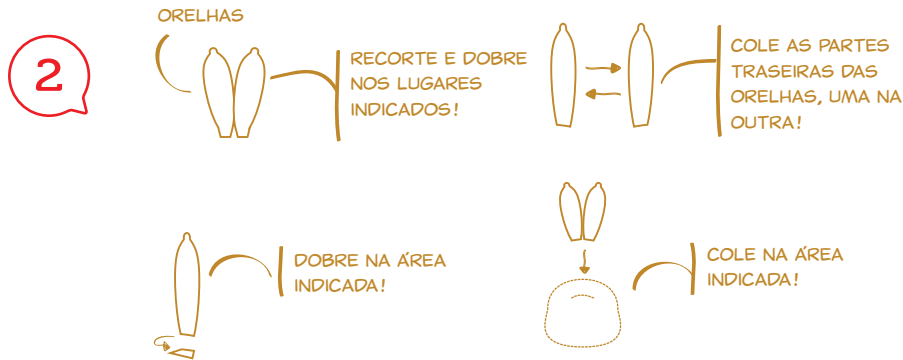 2
ORELHAS
RECORTE E DOBRE
NOS LUGARES
INDICADOS!
COLE AS PARTES
TRASEIRAS DAS
ORELHAS, UMA NA
OUTRA!
DOBRE NA ÁREA
INDICADA!
COLE NA ÁREA
INDICADA!